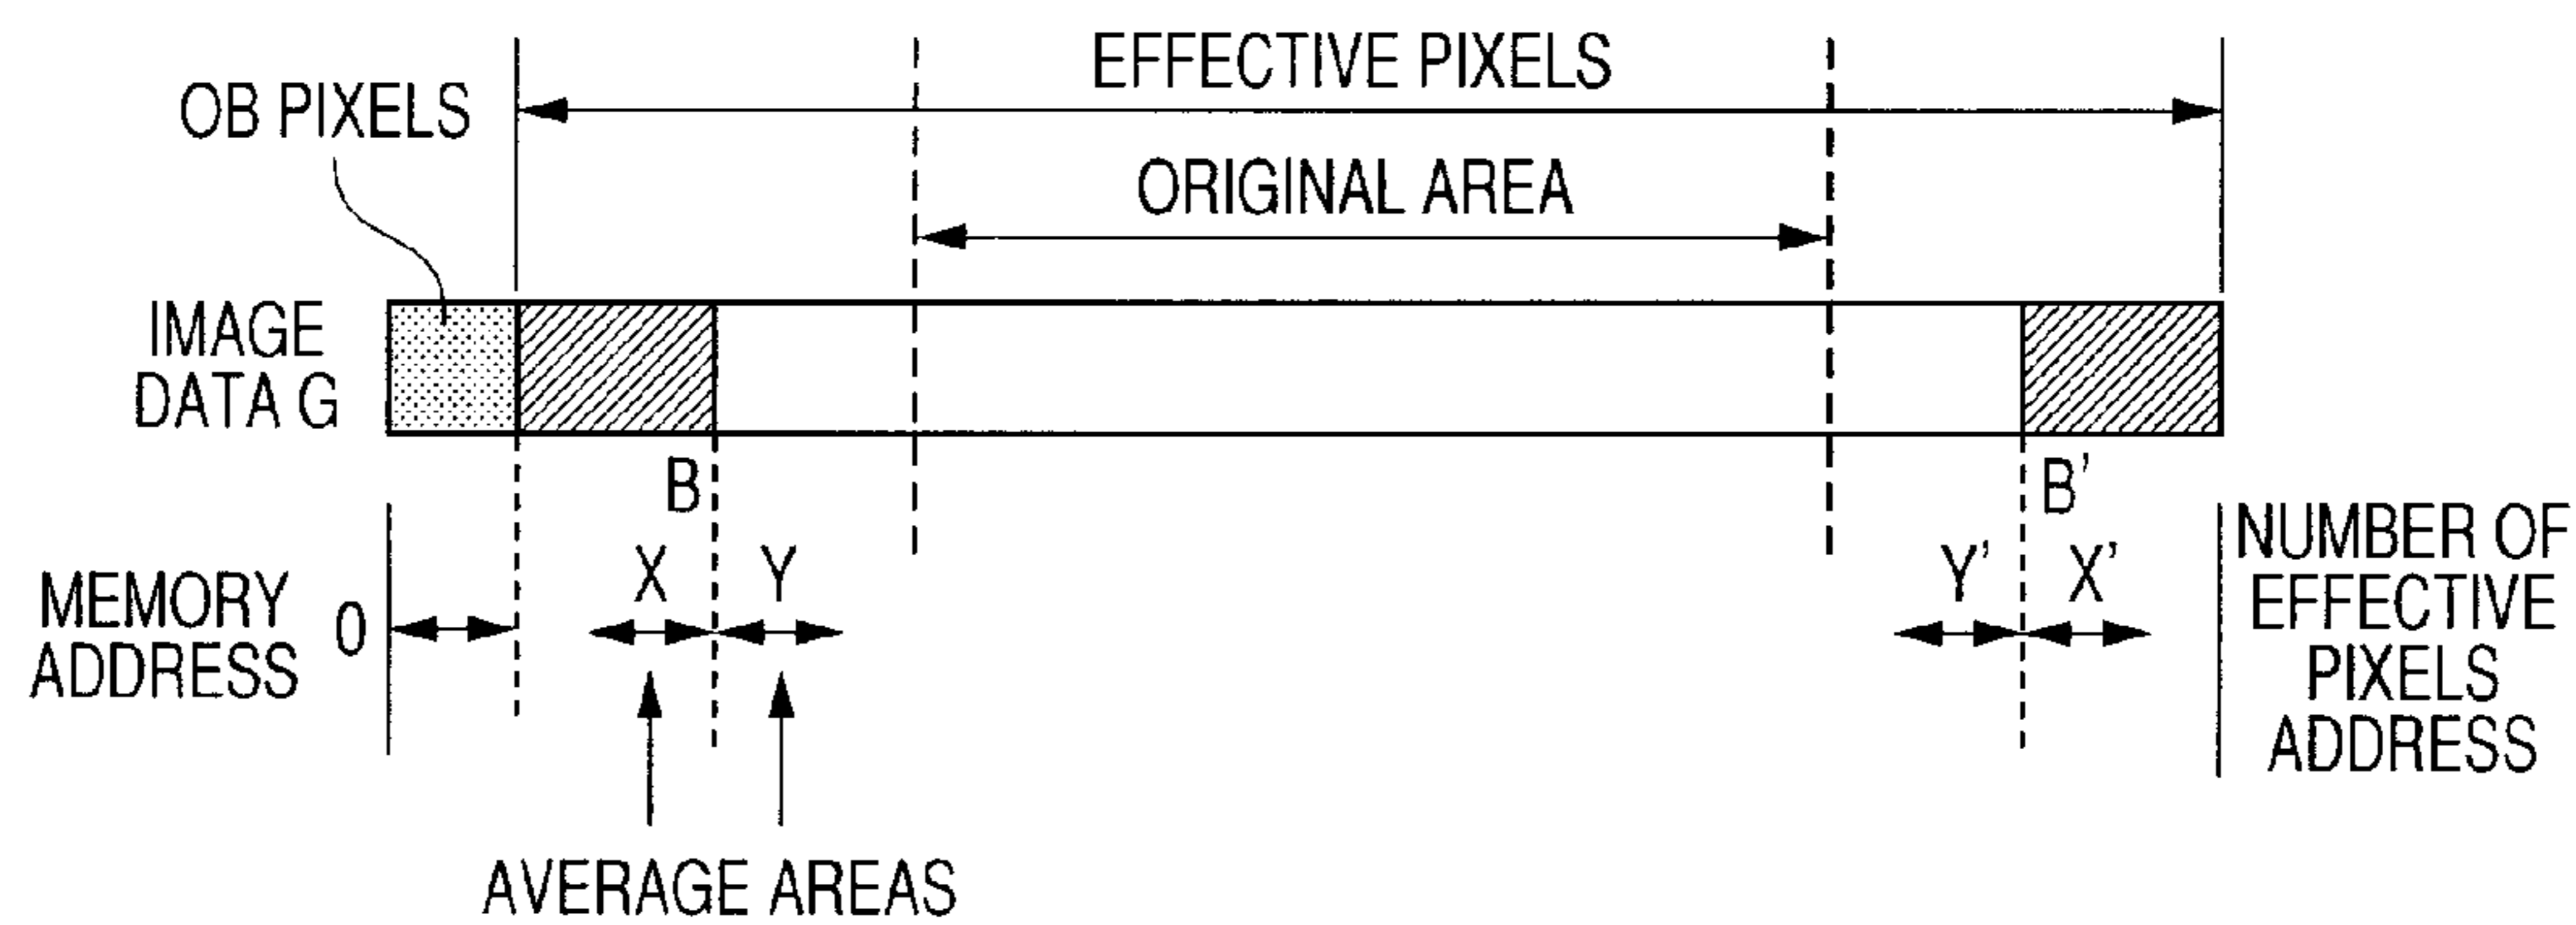 EFFECTIVE PIXELS
OB PIXELS
ORIGINAL AREA
IMAGE
DATA G
B
B'
X
Y
Y'
X'
MEMORY
ADDRESS
0
NUMBER OF
EFFECTIVE
PIXELS
ADDRESS
AVERAGE AREAS